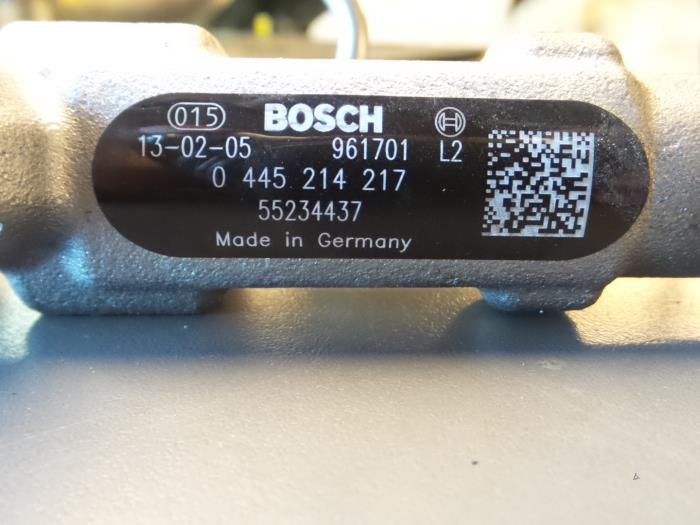 015 BOSCH
13-02-05 961701 L2
0 445 214 217
55234437
Made in Germany